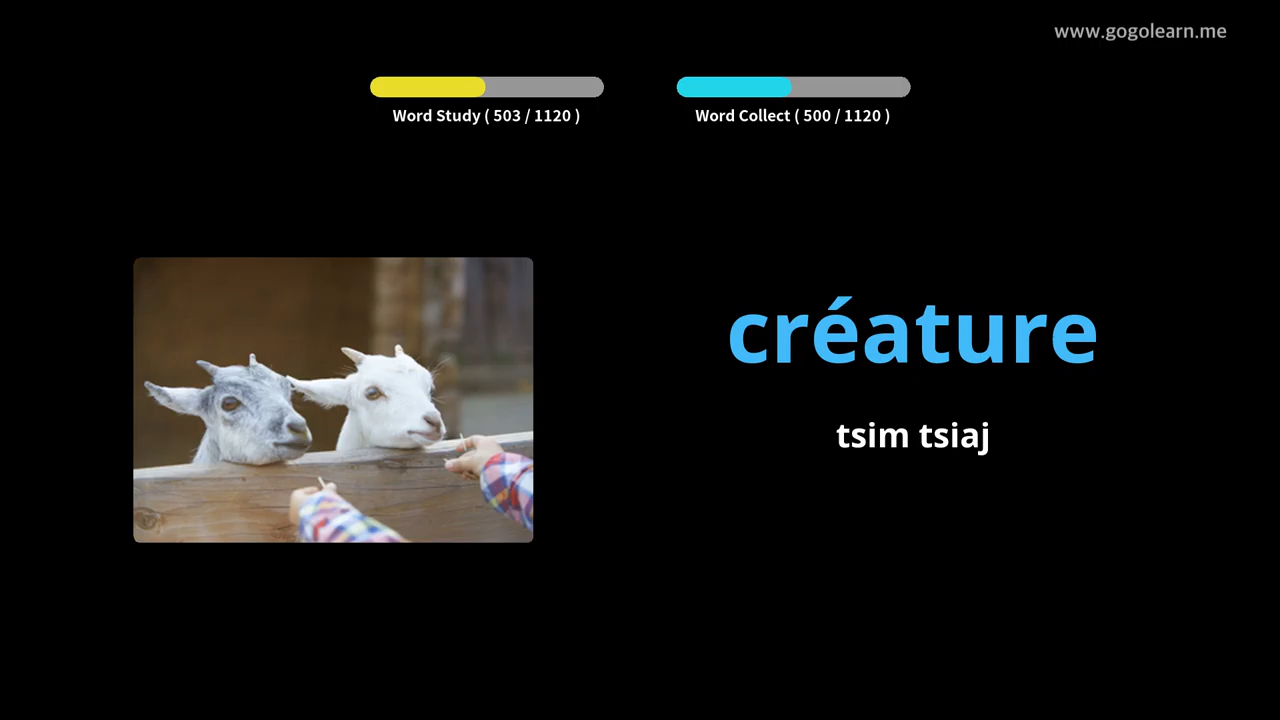 www.gogolearn.me
Word Study ( 503 / 1120 )
Word Collect ( 500 / 1120 )
créature
tsim tsiaj